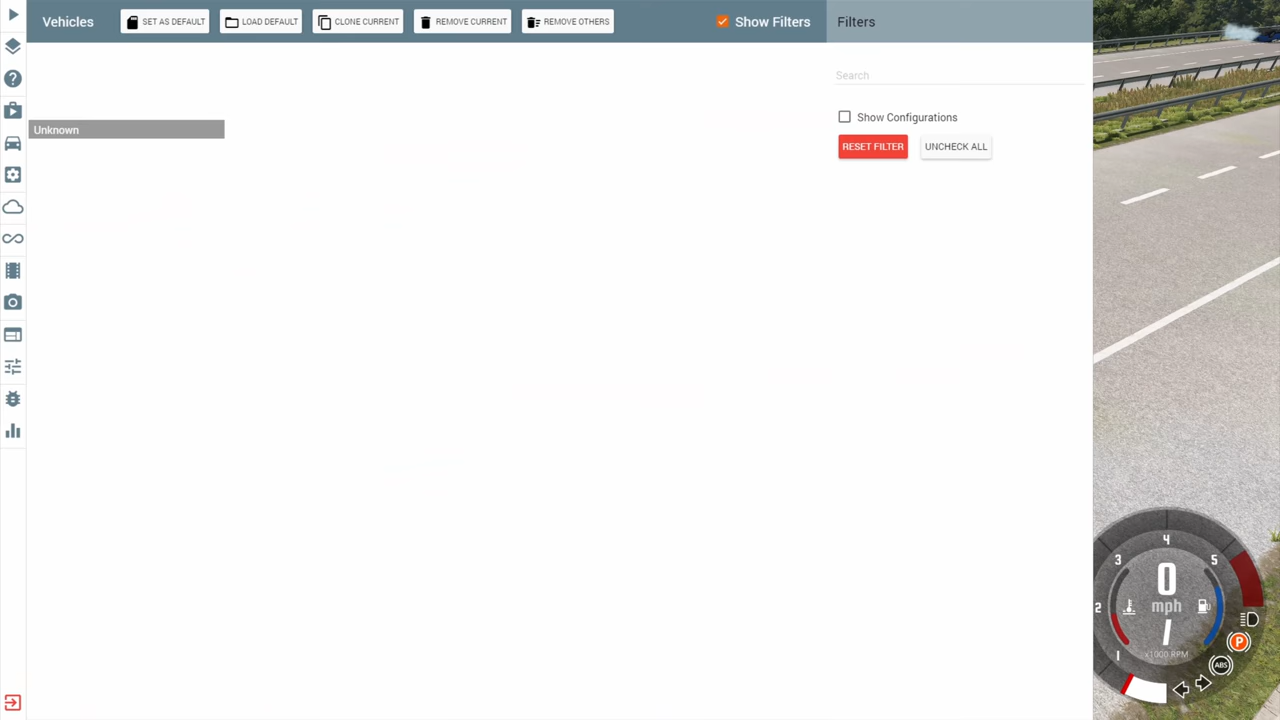 Vehicles
SET AS DEFAULT
LOAD DEFAULT
CLONE CURRENT
REMOVE CURRENT
REMOVE OTHERS
Show Filters
Filters
Search
Unknown
Show Configurations
RESET FILTER
UNCHECK ALL
4
3
5
0
2
mph
1
1
x1000 RPM
P
ABS